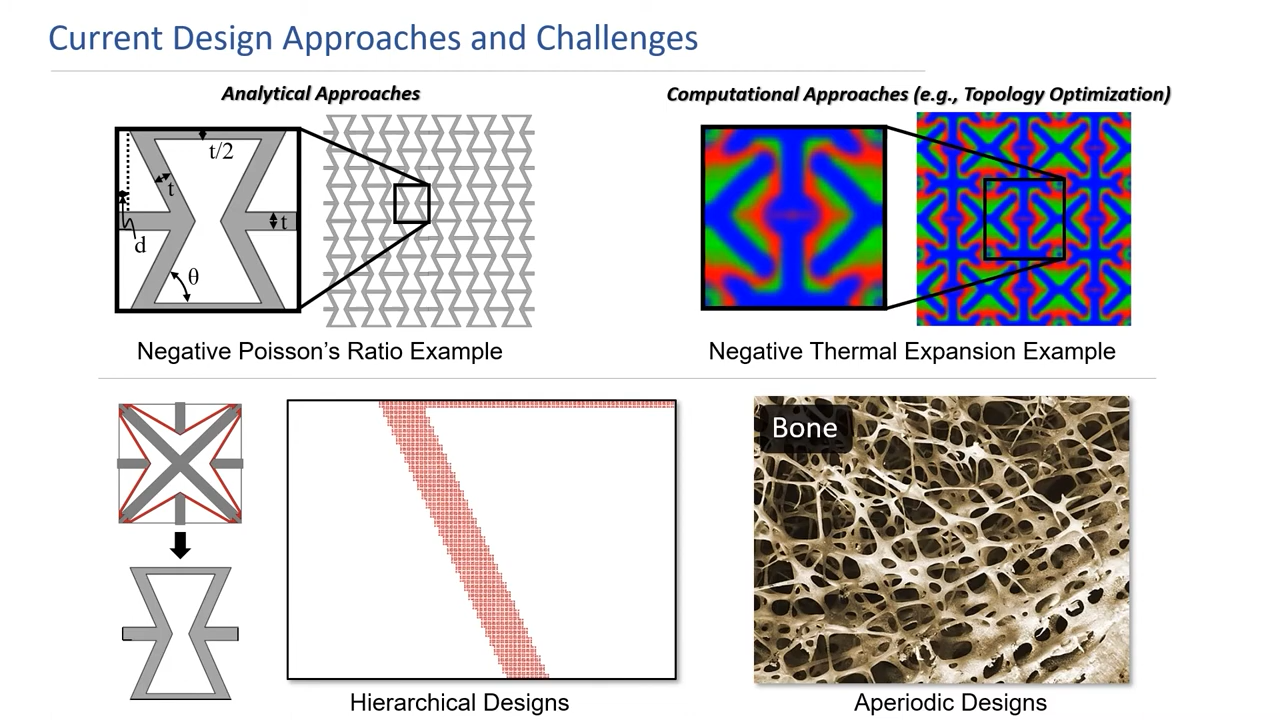 Current Design Approaches and Challenges
Analytical Approaches
Computational Approaches (e.g., Topology Optimization)
t/2
t
t
d
θ
Negative Poisson's Ratio Example
Negative Thermal Expansion Example
Bone
Hierarchical Designs
Aperiodic Designs